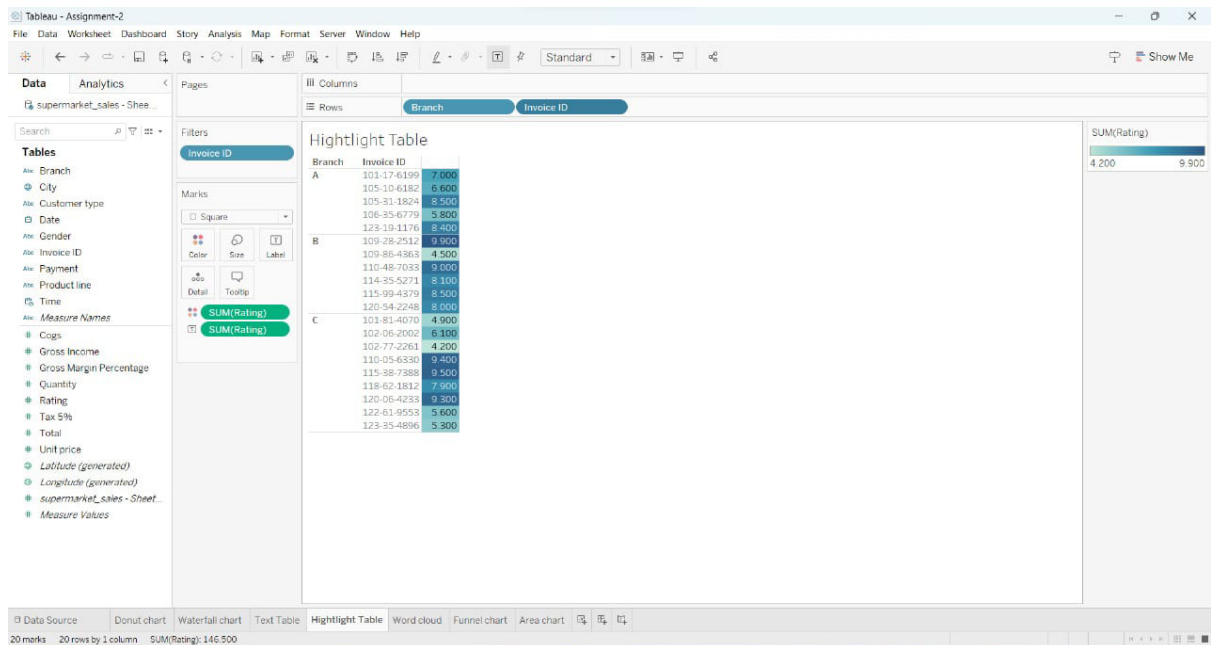 Tableau - Assignment-2
File Data Worksheet Dashboard Story Analysis Map Format Server Window Help
Standard
Show Me
Data Analytics
supermarket_sales - Shee...
Search
Tables
Branch
City
Customer type
Date
Gender
Invoice ID
Payment
Product line
Time
Measure Names
Cogs
Gross Income
Gross Margin Percentage
Quantity
Rating
Tax 5%
Total
Unit price
Latitude (generated)
Longitude (generated)
supermarket_sales - Sheet...
Measure Values
Pages
Filters
Invoice ID
Marks
Square
Color Size Label
Detail Tooltip
SUM(Rating)
SUM(Rating)
Columns
Rows Branch Invoice ID
Hightlight Table
Branch Invoice ID
A 101-17-6199 7.000
105-10-6182 6.600
105-31-1824 8.500
106-35-6779 5.800
123-19-1176 8.400
B 109-28-2512 9.900
109-86-4363 4.500
110-48-7033 9.000
114-35-5271 8.100
115-99-4379 8.500
120-54-2248 8.000
C 101-81-4070 4.900
102-06-2002 6.100
102-77-2261 4.200
110-05-6330 9.400
115-38-7388 9.500
118-62-1812 7.900
120-06-4233 9.300
122-61-9553 5.600
123-35-4896 5.300
SUM(Rating)
4.200 9.900
Data Source Donut chart Waterfall chart Text Table Hightlight Table Word cloud Funnel chart Area chart
20 marks 20 rows by 1 column SUM(Rating): 146.500